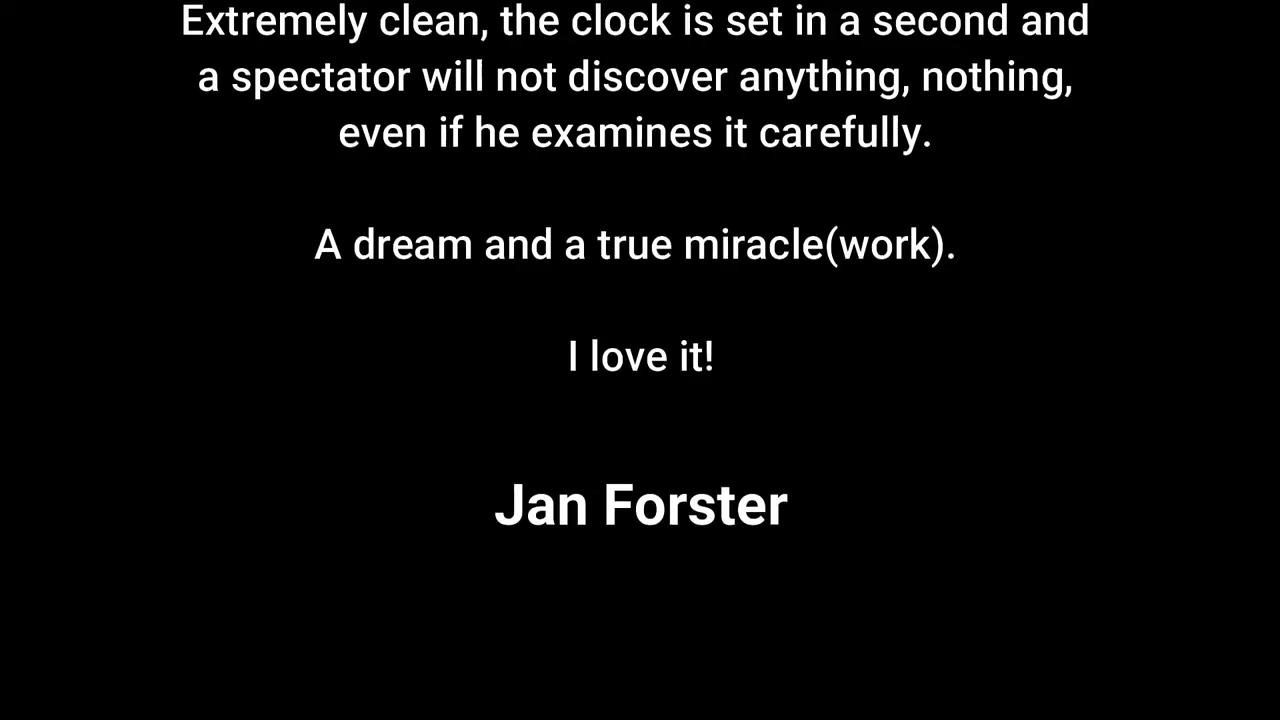 Extremely clean, the clock is set in a second and
a spectator will not discover anything, nothing,
even if he examines it carefully.
A dream and a true miracle(work).
I love it!
Jan Forster